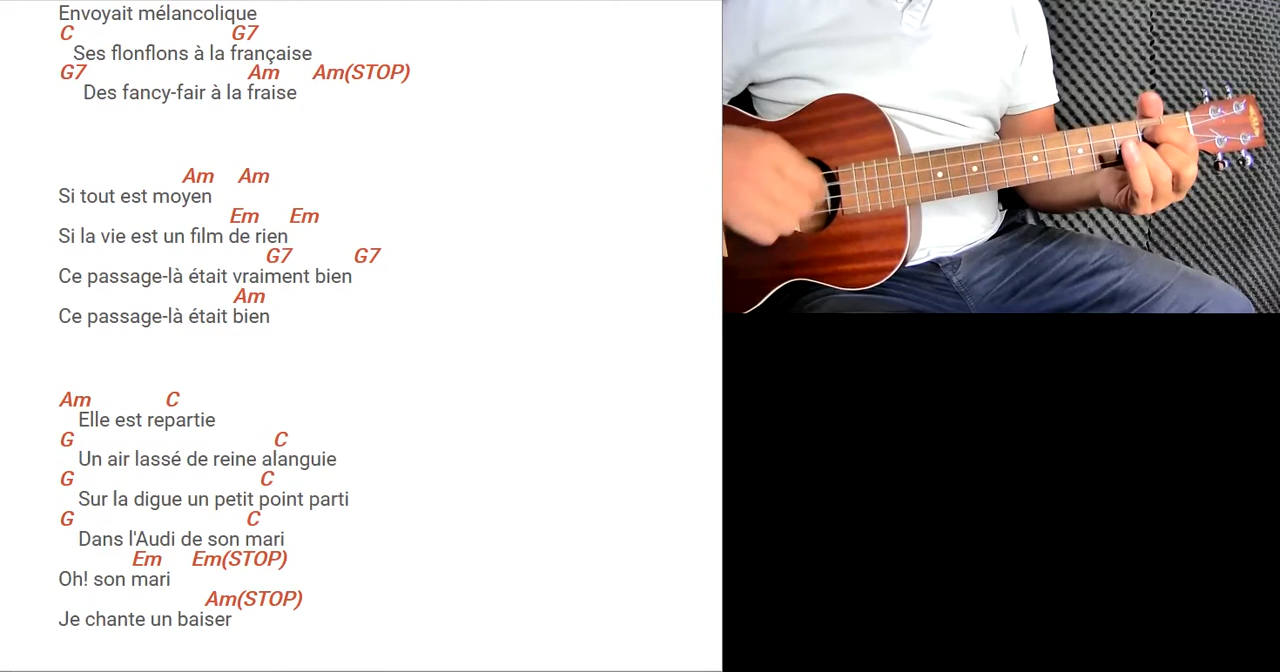 Envoyait mélancolique
C G7
Ses flonflons à la française
G7 Am Am(STOP)
Des fancy-fair à la fraise
Am Am
Si tout est moyen
Em Em
Si la vie est un film de rien
G7 G7
Ce passage-là était vraiment bien
Am
Ce passage-là était bien
Am C
Elle est repartie
G C
Un air lassé de reine alanguie
G C
Sur la digue un petit point parti
G C
Dans l'Audi de son mari
Em Em(STOP)
Oh! son mari
Am(STOP)
Je chante un baiser